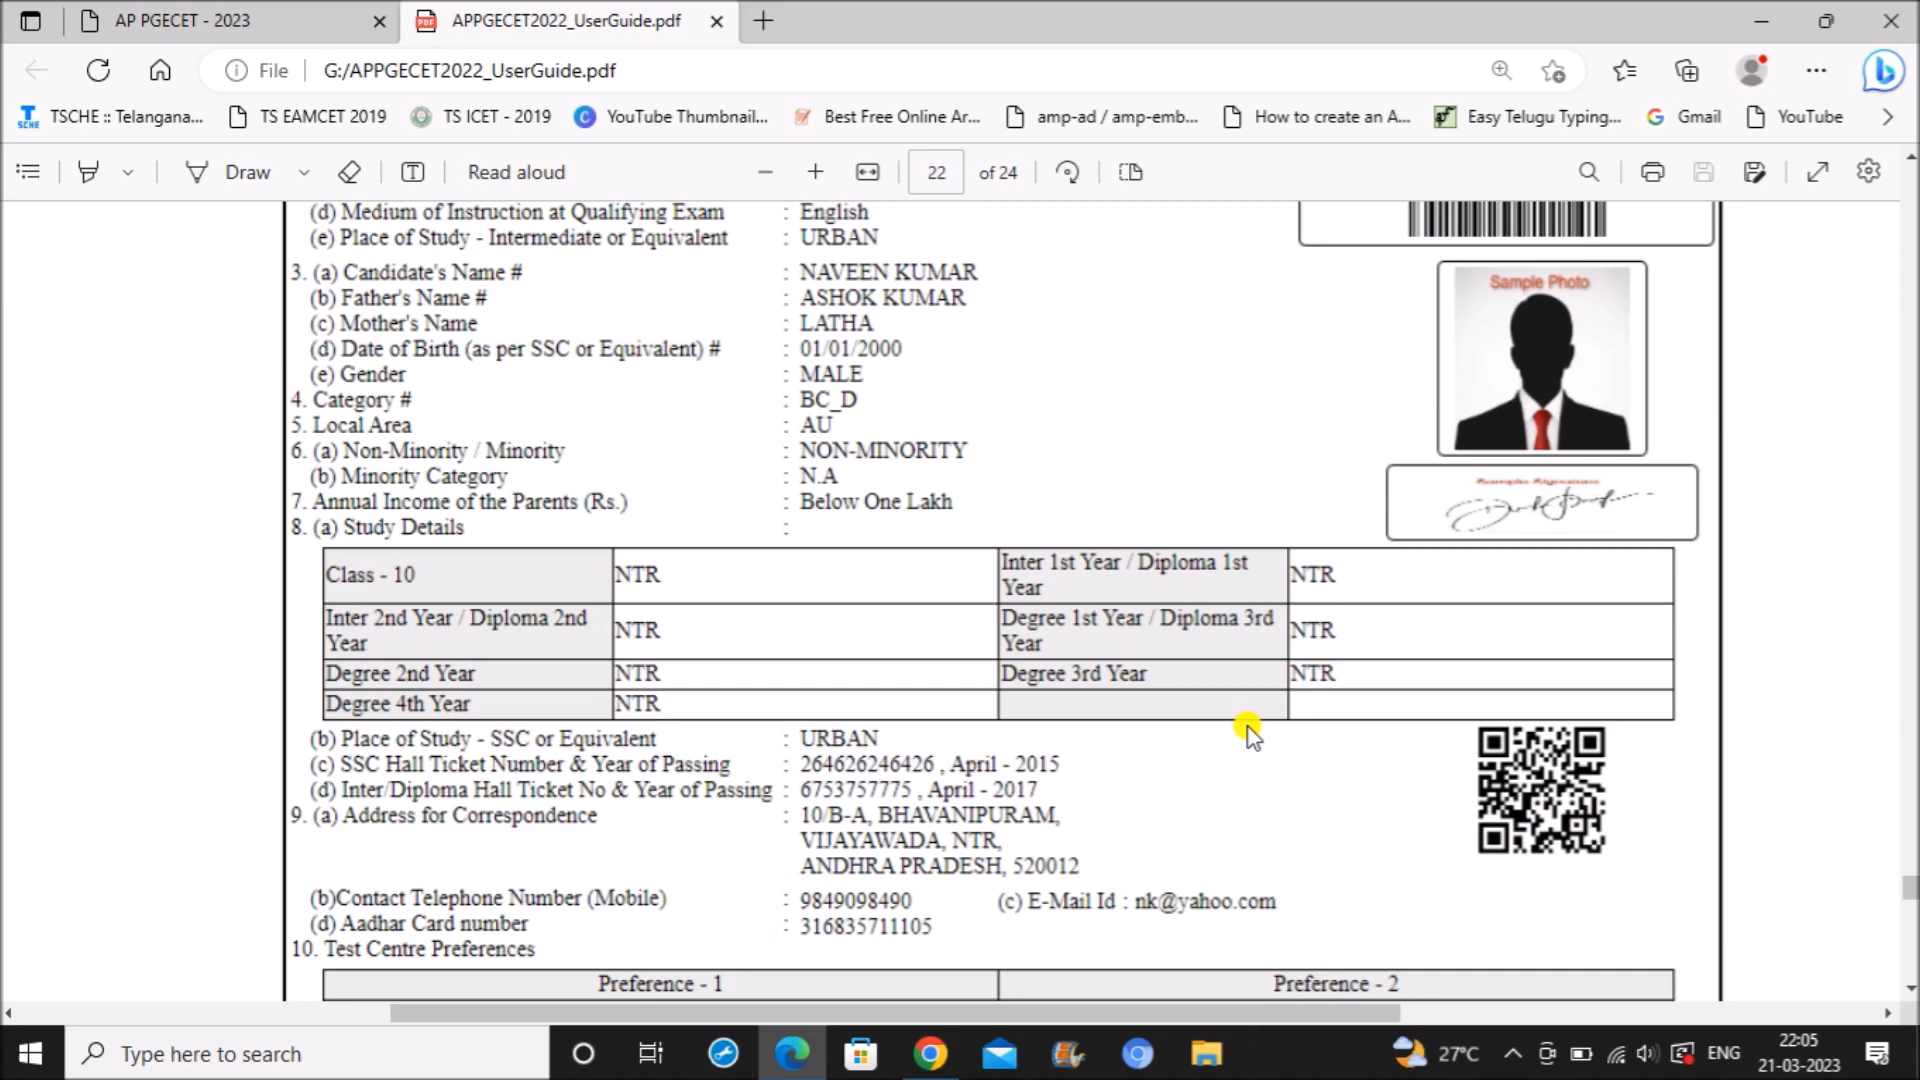 AP PGECET - 2023
APPGECET2022_UserGuide.pdf
File
G:/APPGECET2022_UserGuide.pdf
TSCHE :: Telangana...
TS EAMCET 2019
TS ICET - 2019
YouTube Thumbnail...
Best Free Online Ar...
amp-ad / amp-emb...
How to create an A...
Easy Telugu Typing...
Gmail
YouTube
Draw
Read aloud
22 of 24
(d) Medium of Instruction at Qualifying Exam : English
(e) Place of Study - Intermediate or Equivalent : URBAN
3. (a) Candidate's Name # : NAVEEN KUMAR
(b) Father's Name # : ASHOK KUMAR
(c) Mother's Name : LATHA
(d) Date of Birth (as per SSC or Equivalent) # : 01/01/2000
(e) Gender : MALE
4. Category # : BC_D
5. Local Area : AU
6. (a) Non-Minority / Minority : NON-MINORITY
(b) Minority Category : N.A
7. Annual Income of the Parents (Rs.) : Below One Lakh
8. (a) Study Details :
Sample Photo
Class - 10 NTR Inter 1st Year / Diploma 1st Year NTR
Inter 2nd Year / Diploma 2nd Year NTR Degree 1st Year / Diploma 3rd Year NTR
Degree 2nd Year NTR Degree 3rd Year NTR
Degree 4th Year NTR
(b) Place of Study - SSC or Equivalent : URBAN
(c) SSC Hall Ticket Number & Year of Passing : 264626246426 , April - 2015
(d) Inter/Diploma Hall Ticket No & Year of Passing : 6753757775 , April - 2017
9. (a) Address for Correspondence : 10/B-A, BHAVANIPURAM,
VIJAYAWADA, NTR,
ANDHRA PRADESH, 520012
(b)Contact Telephone Number (Mobile) : 9849098490 (c) E-Mail Id : nk@yahoo.com
(d) Aadhar Card number : 316835711105
10. Test Centre Preferences
Preference - 1 Preference - 2
Type here to search
27°C
ENG
22:05
21-03-2023